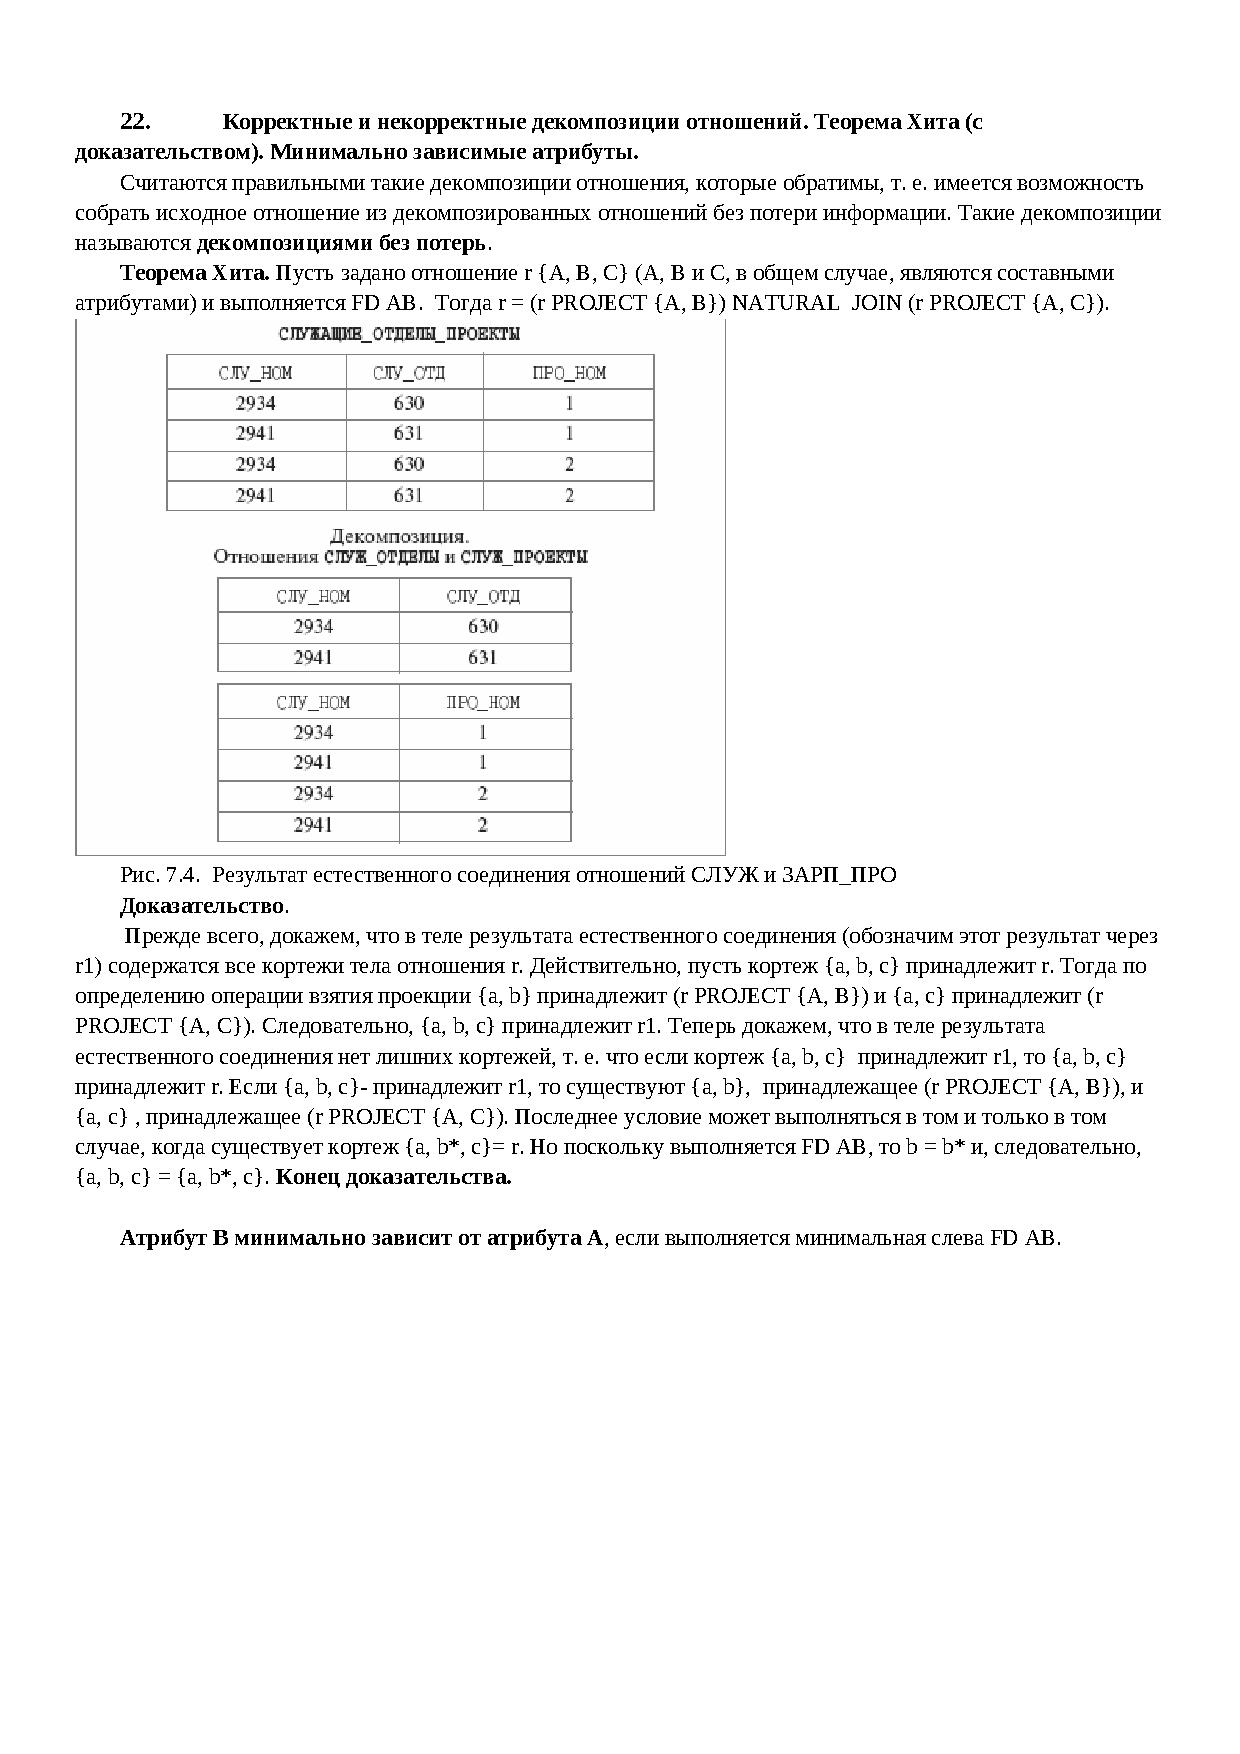 22. Корректные и некорректные декомпозиции отношений. Теорема Хита (с
доказательством). Минимально зависимые атрибуты.
Считаются правильными такие декомпозиции отношения, которые обратимы, т. е. имеется возможность
собрать исходное отношение из декомпозированных отношений без потери информации. Такие декомпозиции
называются декомпозициями без потерь.
Теорема Хита. Пусть задано отношение r {A, B, C} (A, B и C, в общем случае, являются составными
атрибутами) и выполняется FD AB. Тогда r = (r PROJECT {A, B}) NATURAL JOIN (r PROJECT {A, C}).
СЛУЖАЩИЕ_ОТДЕЛЫ_ПРОЕКТЫ
СЛУ_НОМ СЛУ_ОТД ПРО_НОМ
2934 630 1
2941 631 1
2934 630 2
2941 631 2
Декомпозиция.
Отношения СЛУЖ_ОТДЕЛЫ и СЛУЖ_ПРОЕКТЫ
СЛУ_НОМ СЛУ_ОТД
2934 630
2941 631
СЛУ_НОМ ПРО_НОМ
2934 1
2941 1
2934 2
2941 2
Рис. 7.4. Результат естественного соединения отношений СЛУЖ и ЗАРП_ПРО
Доказательство.
Прежде всего, докажем, что в теле результата естественного соединения (обозначим этот результат через
r1) содержатся все кортежи тела отношения r. Действительно, пусть кортеж {a, b, c} принадлежит r. Тогда по
определению операции взятия проекции {a, b} принадлежит (r PROJECT {A, B}) и {a, c} принадлежит (r
PROJECT {A, C}). Следовательно, {a, b, c} принадлежит r1. Теперь докажем, что в теле результата
естественного соединения нет лишних кортежей, т. е. что если кортеж {a, b, c} принадлежит r1, то {a, b, c}
принадлежит r. Если {a, b, c}- принадлежит r1, то существуют {a, b}, принадлежащее (r PROJECT {A, B}), и
{a, c} , принадлежащее (r PROJECT {A, C}). Последнее условие может выполняться в том и только в том
случае, когда существует кортеж {a, b*, c}= r. Но поскольку выполняется FD AB, то b = b* и, следовательно,
{a, b, c} = {a, b*, c}. Конец доказательства.
Атрибут B минимально зависит от атрибута A, если выполняется минимальная слева FD AB.